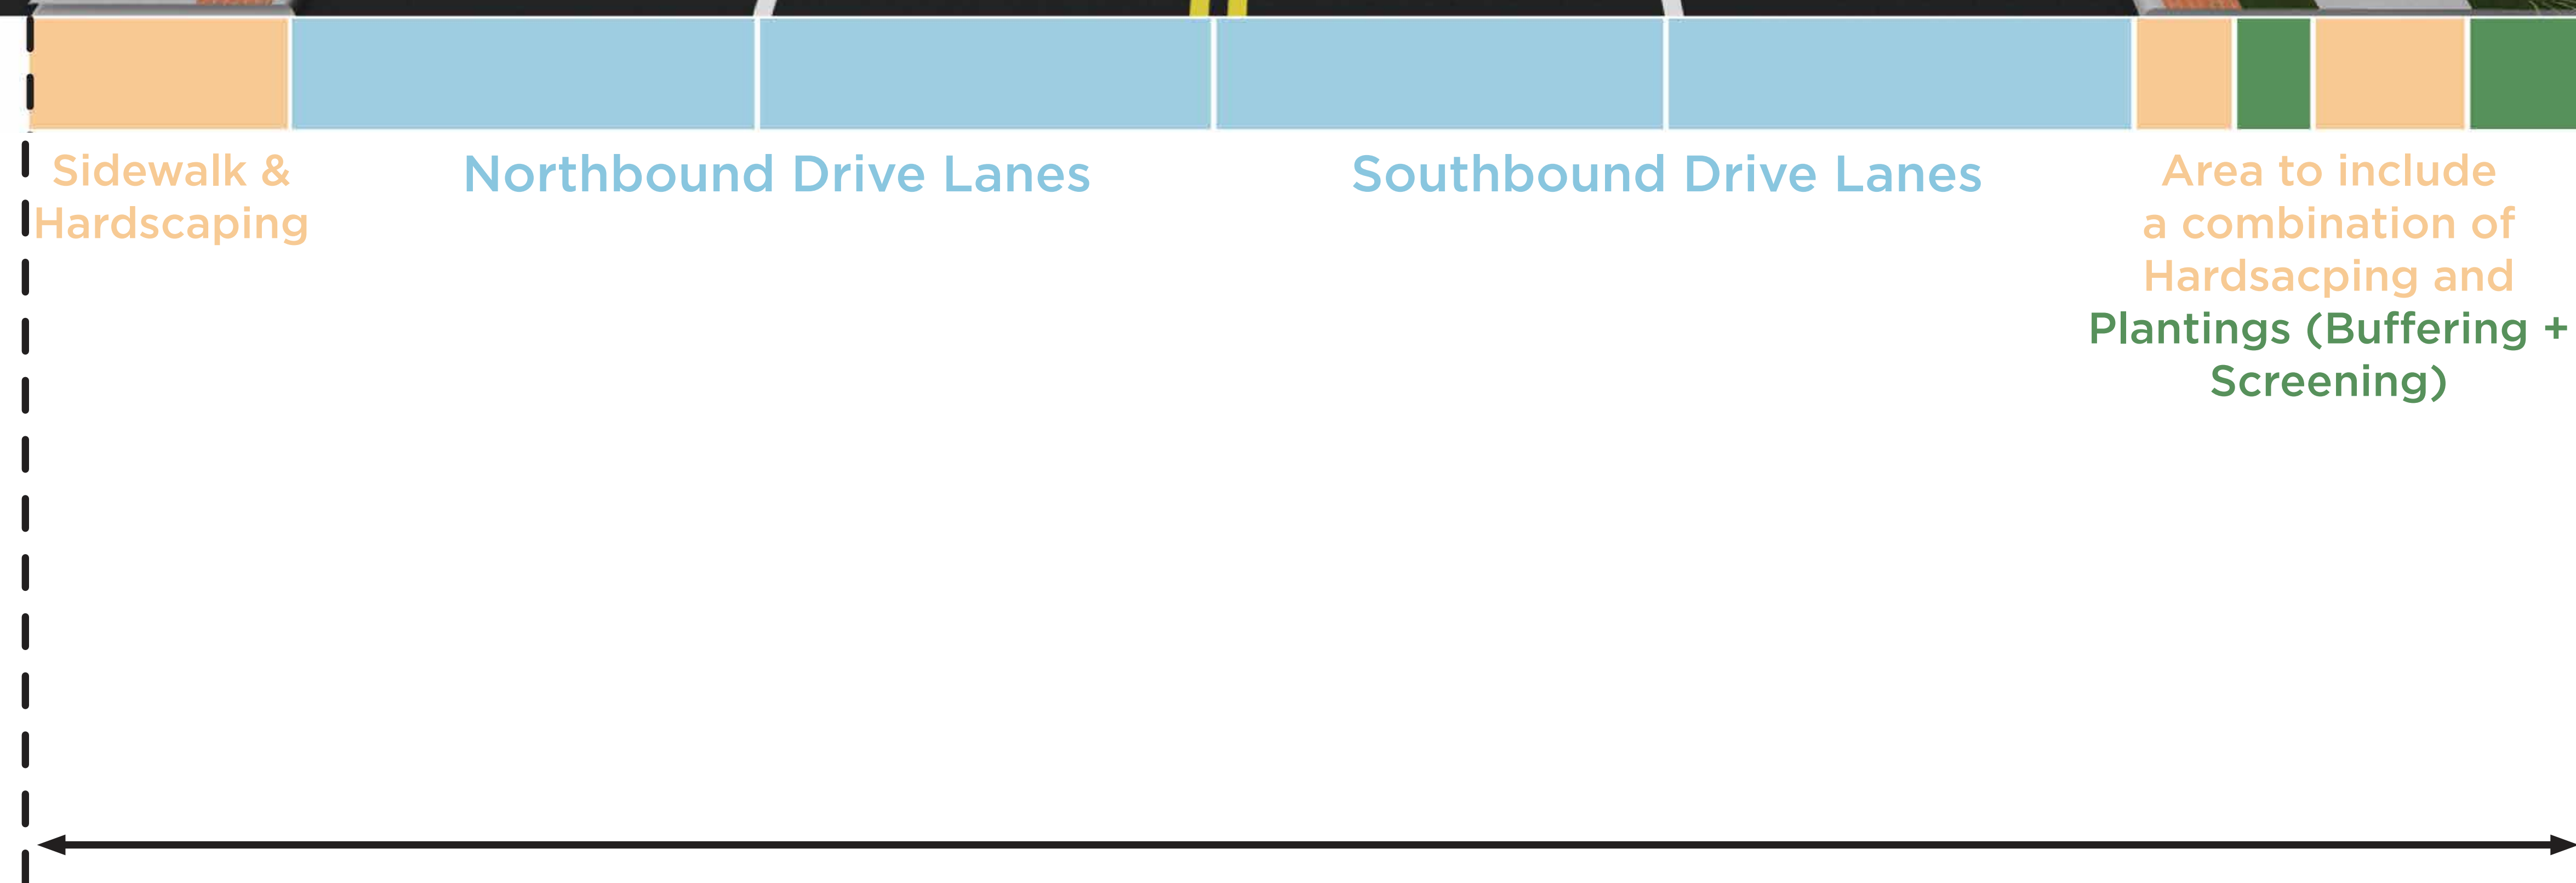 Sidewalk &
Hardscaping
Northbound Drive Lanes
Southbound Drive Lanes
Area to include
a combination of
Hardsacping and
Plantings (Buffering +
Screening)